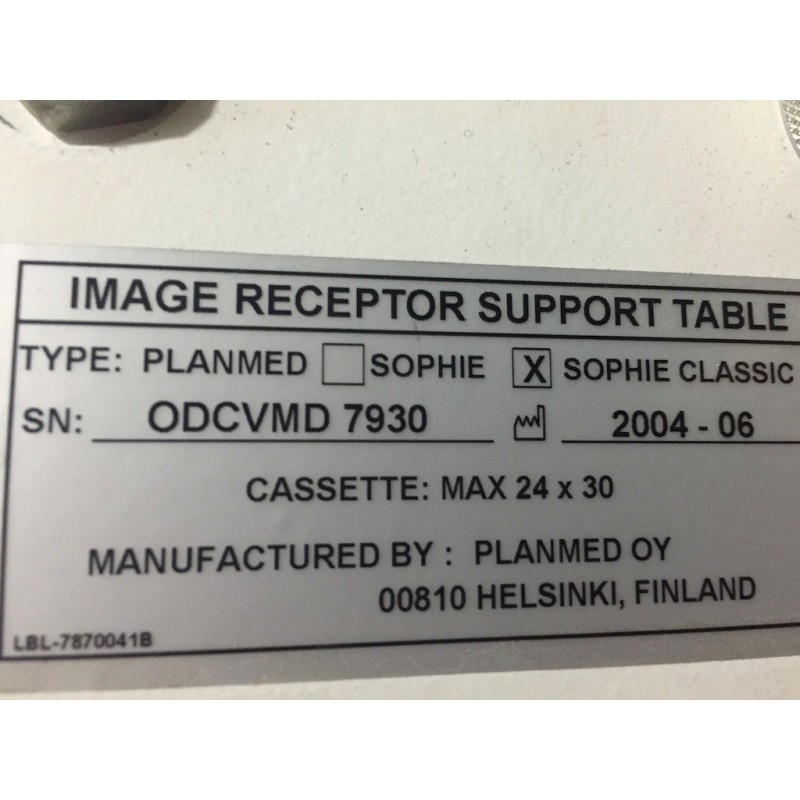 IMAGE RECEPTOR SUPPORT TABLE
TYPE: PLANMED SOPHIE X SOPHIE CLASSIC
SN: ODCVMD 7930 2004 - 06
CASSETTE: MAX 24 x 30
MANUFACTURED BY : PLANMED OY
00810 HELSINKI, FINLAND
LBL-7870041B